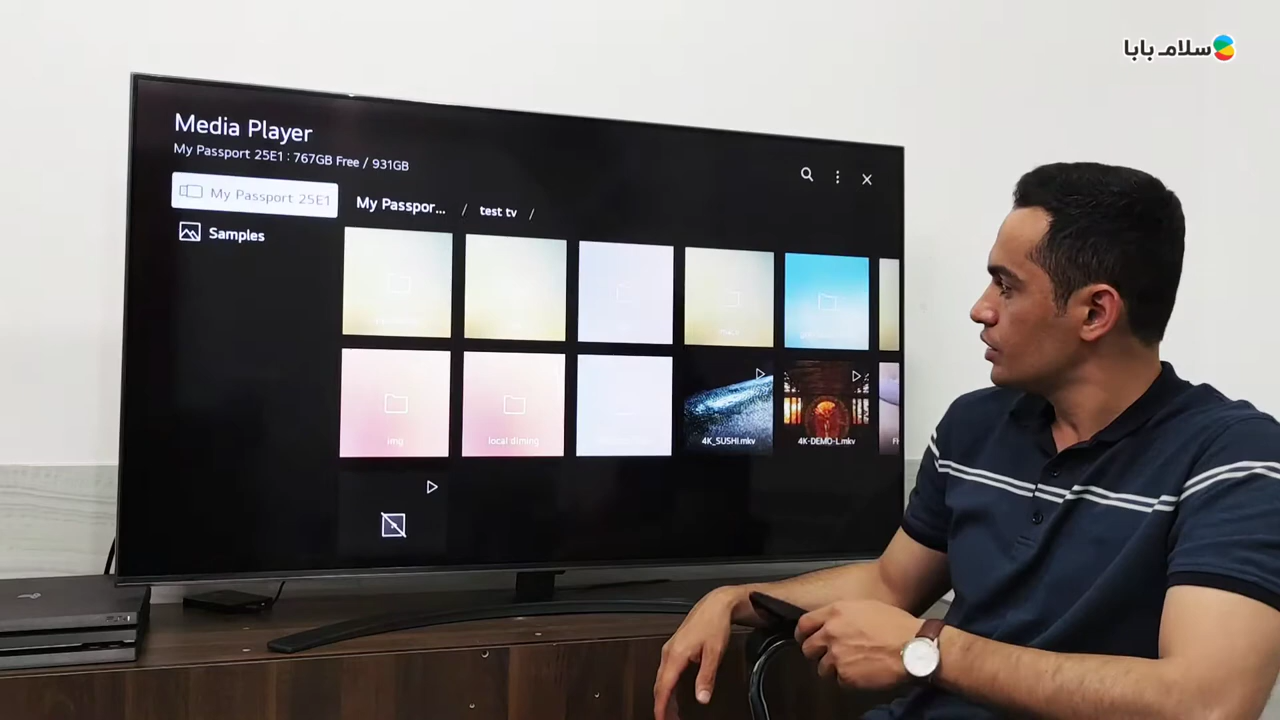 سلام بابا
Media Player
My Passport 25E1 : 767GB Free / 931GB
My Passport 25E1
My Passpor... / test tv /
Samples
img
local diming
4K_SUSHI.mkv
4K-DEMO-L.mkv